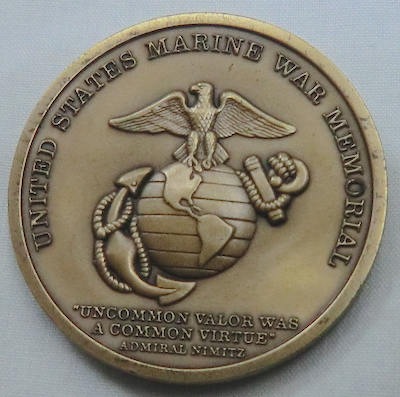 UNITED STATES MARINE WAR MEMORIAL
"UNCOMMON VALOR WAS
A COMMON VIRTUE"
ADMIRAL NIMITZ